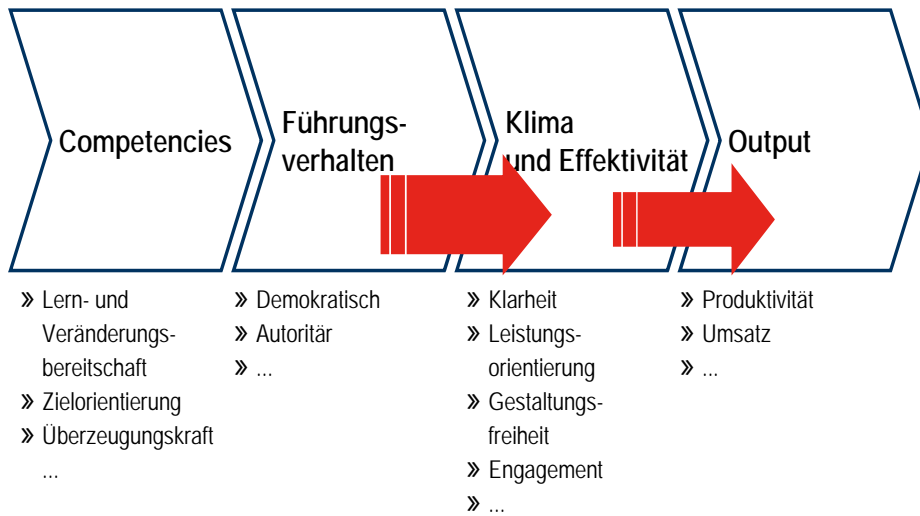 Competencies
Führungs-
verhalten
Klima
und Effektivität
Output
» Lern- und
Veränderungs-
bereitschaft
» Zielorientierung
» Überzeugungskraft
...
» Demokratisch
» Autoritär
» ...
» Klarheit
» Leistungs-
orientierung
» Gestaltungs-
freiheit
» Engagement
» ...
» Produktivität
» Umsatz
» ...